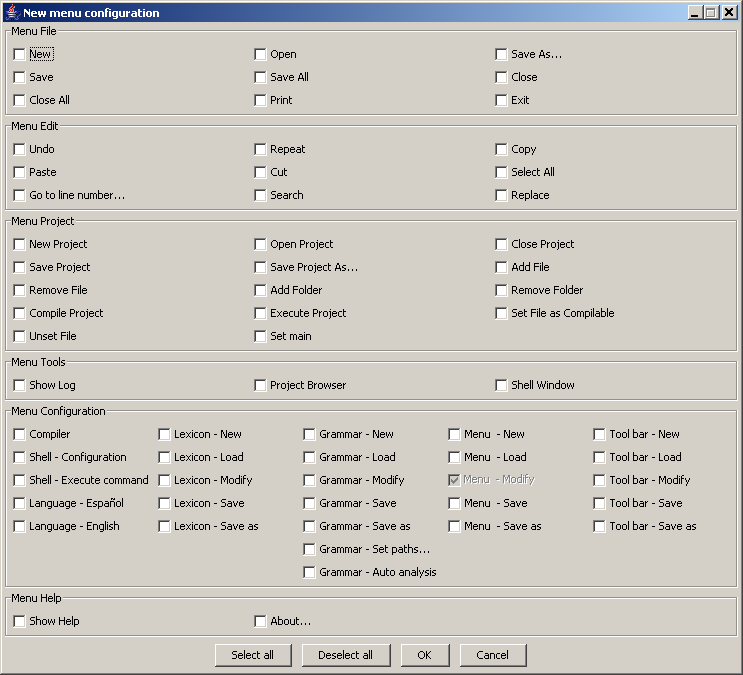 New menu configuration
Menu File
New Open Save As...
Save Save All Close
Close All Print Exit
Menu Edit
Undo Repeat Copy
Paste Cut Select All
Go to line number... Search Replace
Menu Project
New Project Open Project Close Project
Save Project Save Project As... Add File
Remove File Add Folder Remove Folder
Compile Project Execute Project Set File as Compilable
Unset File Set main
Menu Tools
Show Log Project Browser Shell Window
Menu Configuration
Compiler Lexicon - New Grammar - New Menu - New Tool bar - New
Shell - Configuration Lexicon - Load Grammar - Load Menu - Load Tool bar - Load
Shell - Execute command Lexicon - Modify Grammar - Modify Menu - Modify Tool bar - Modify
Language - Español Lexicon - Save Grammar - Save Menu - Save Tool bar - Save
Language - English Lexicon - Save as Grammar - Save as Menu - Save as Tool bar - Save as
Grammar - Set paths...
Grammar - Auto analysis
Menu Help
Show Help About...
Select all Deselect all OK Cancel